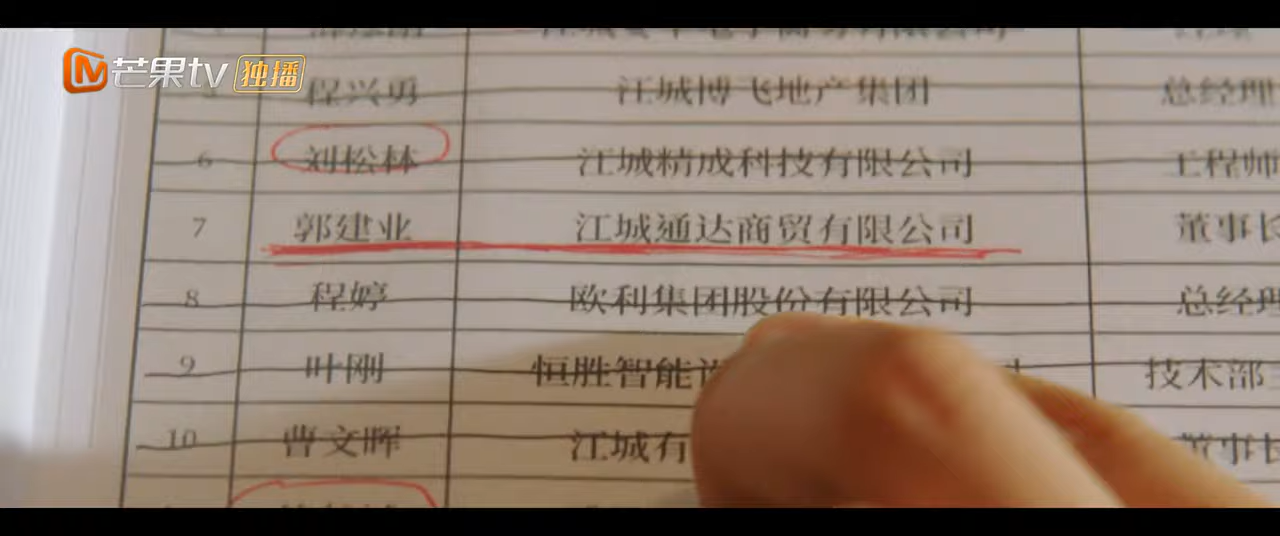 芒果tv 独播
程兴勇 江城博飞地产集团 总经理
6 刘松林 江城精成科技有限公司 工程师
7 郭建业 江城通达商贸有限公司 董事长
8 程婷 欧利集团股份有限公司 总经理
9 叶刚 恒胜智能 技术部
10 曹文晖 江城有 董事长